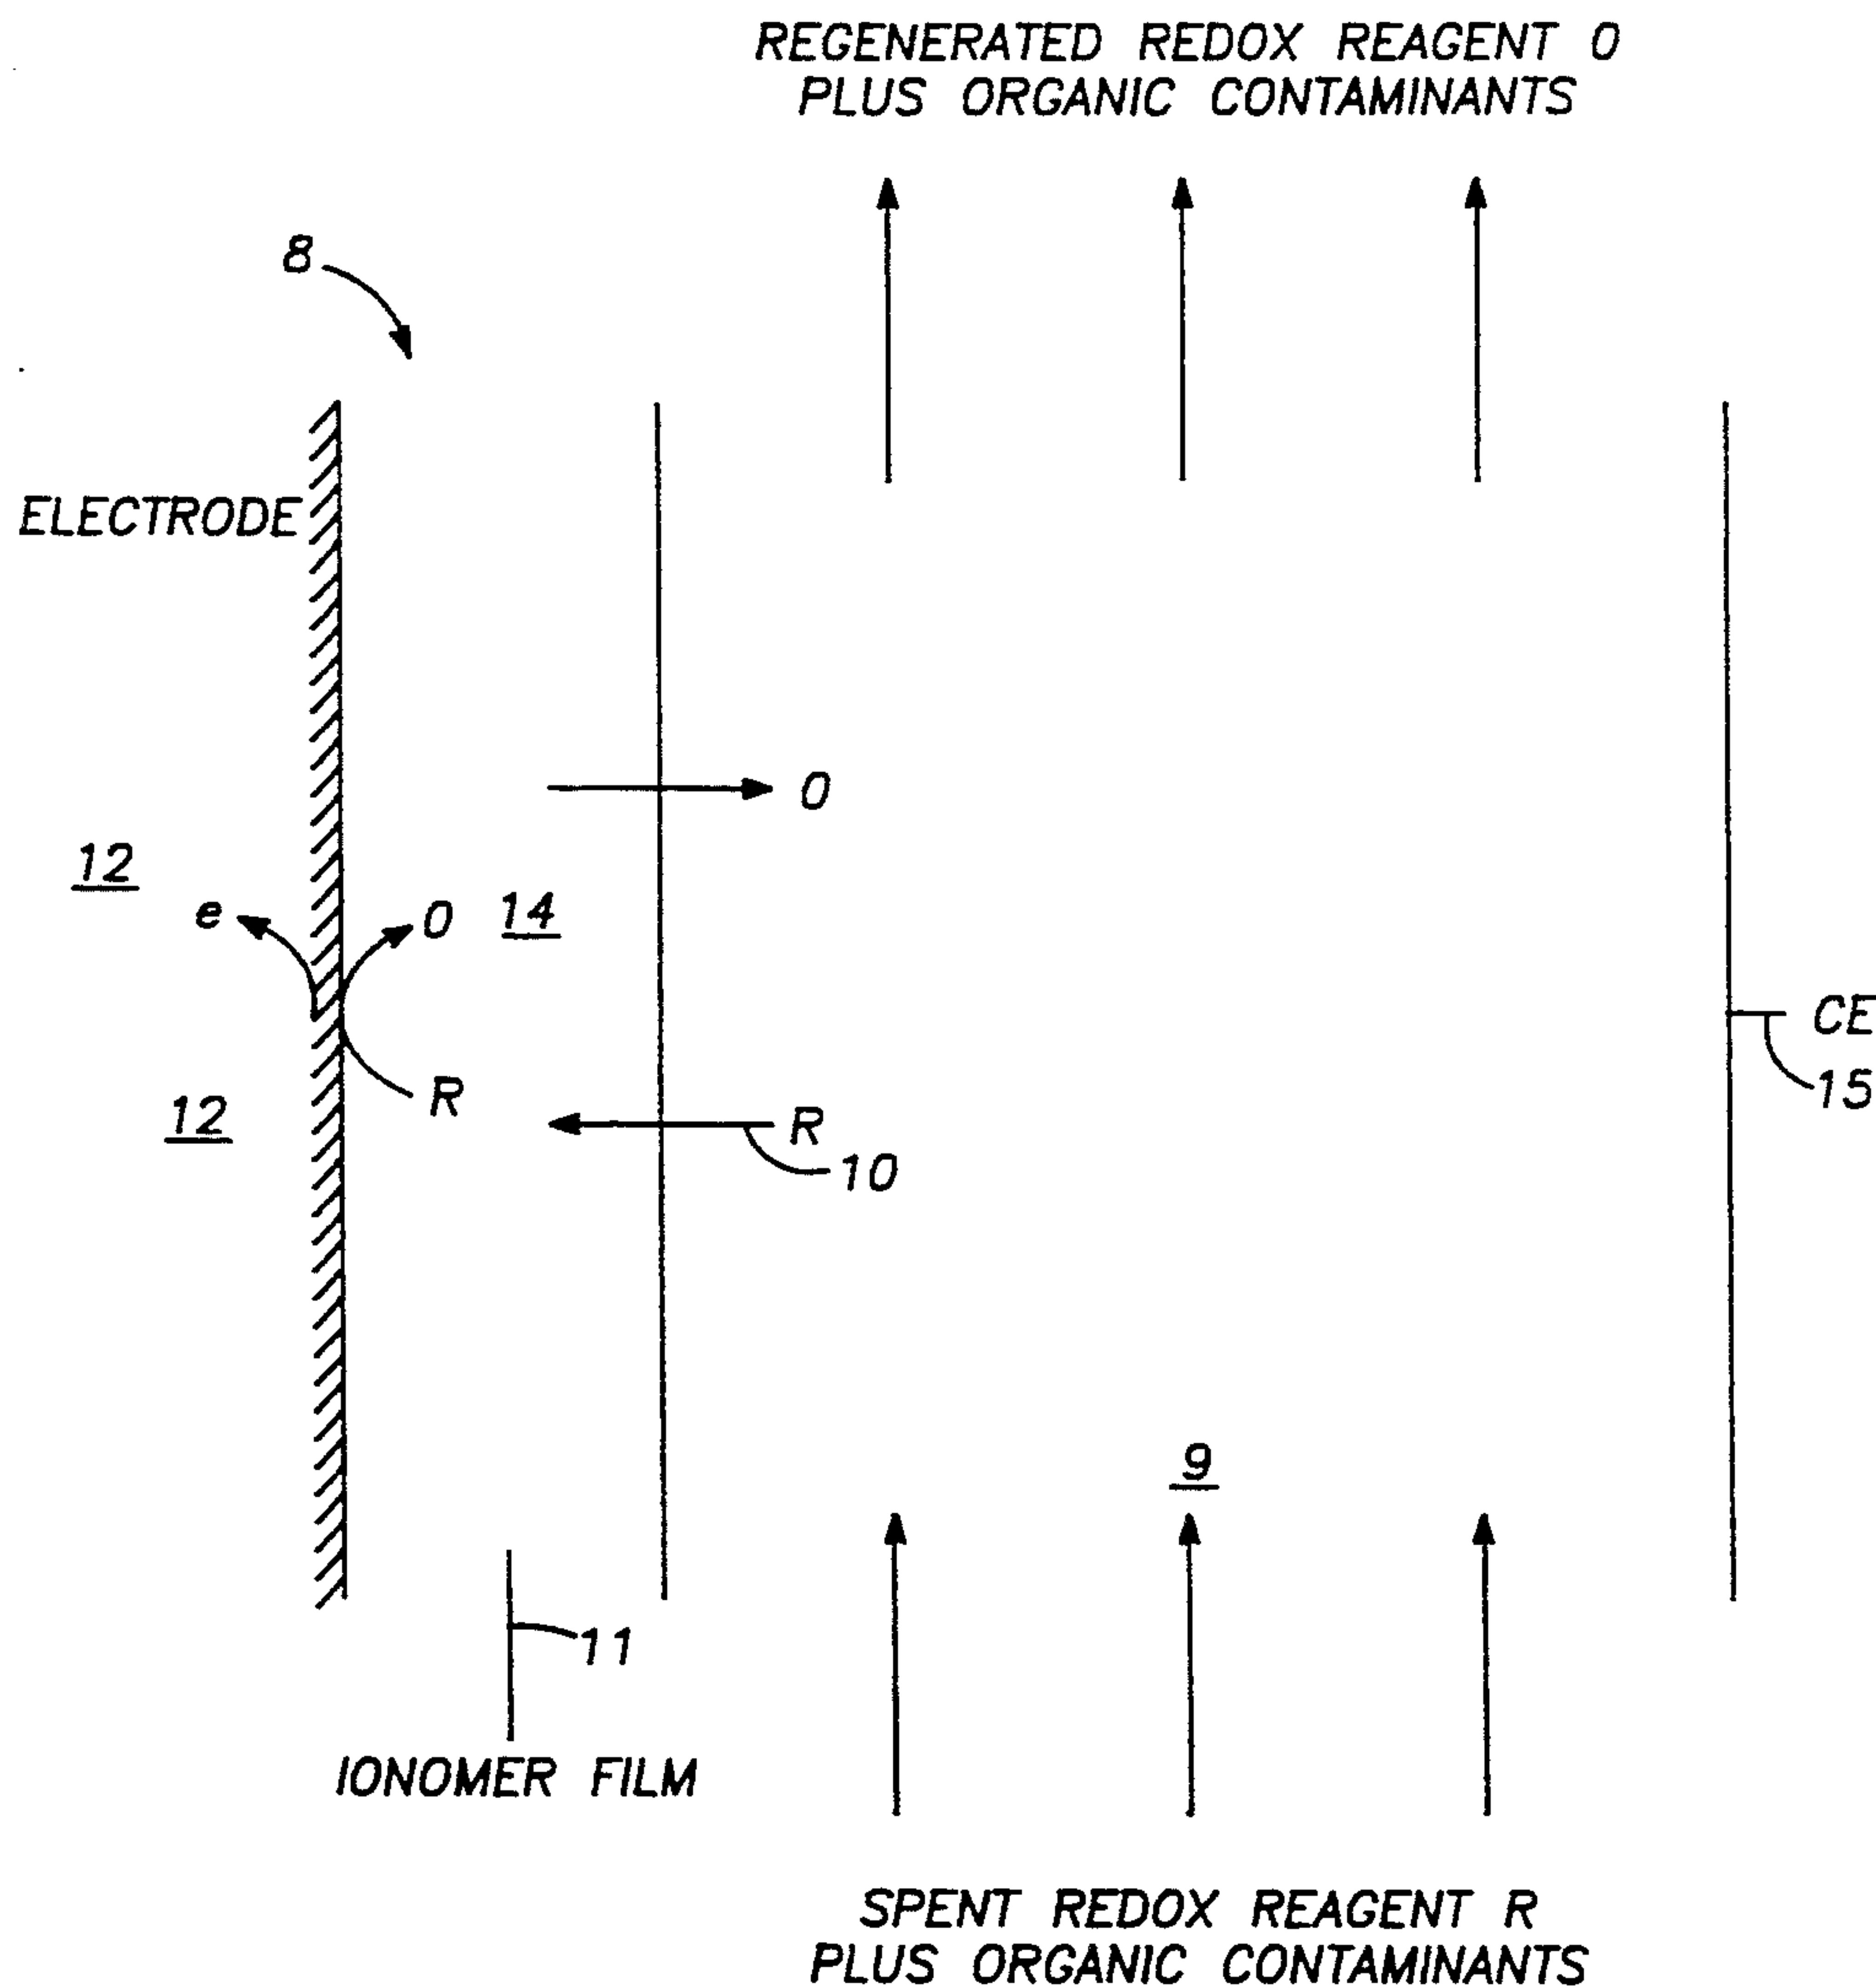 REGENERATED REDOX REAGENT O
PLUS ORGANIC CONTAMINANTS
8
ELECTRODE
O
12
e
O
14
CE
15
R
12
R
10
9
11
IONOMER FILM
SPENT REDOX REAGENT R
PLUS ORGANIC CONTAMINANTS